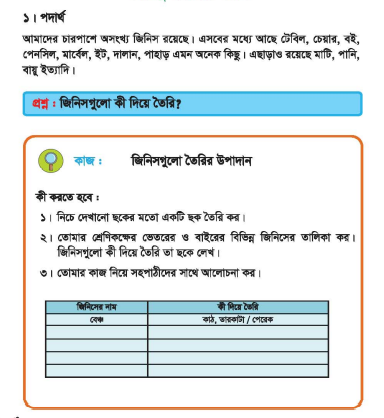 ১। পদার্থ
আমাদের চারপাশে অসংখ্য জিনিস রয়েছে। এসবের মধ্যে আছে টেবিল, চেয়ার, বই,
পেনসিল, মার্বেল, ইট, দালান, পাহাড় এমন অনেক কিছু। এছাড়াও রয়েছে মাটি, পানি,
বায়ু ইত্যাদি।
প্রশ্ন : জিনিসগুলো কী দিয়ে তৈরি?
কাজ : জিনিসগুলো তৈরির উপাদান
কী করতে হবে :
১। নিচে দেখানো ছকের মতো একটি ছক তৈরি কর।
২। তোমার শ্রেণিকক্ষের ভেতরের ও বাইরের বিভিন্ন জিনিসের তালিকা কর।
জিনিসগুলো কী দিয়ে তৈরি তা ছকে লেখ।
৩। তোমার কাজ নিয়ে সহপাঠীদের সাথে আলোচনা কর।
জিনিসের নাম কী দিয়ে তৈরি
বেঞ্চ কাঠ, তারকাটা / পেরেক